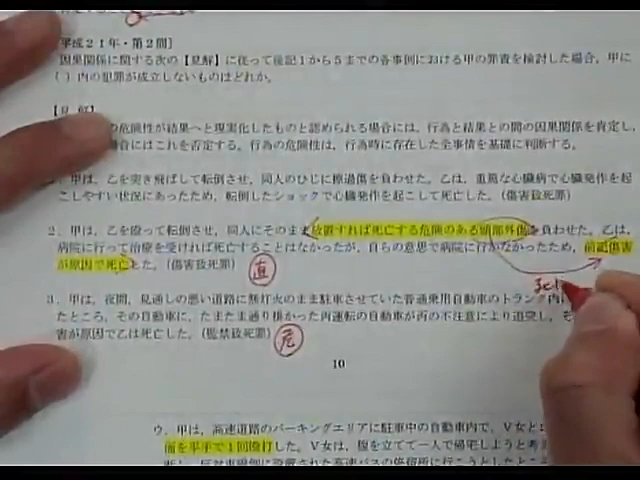 平成21年・第2問]
因果関係に関する次の【見解】に従って後記1から5までの各事例における甲の罪責を検討した場合、甲に
( )内の犯罪が成立しないものはどれか。
【見 解】
の危険性が結果へと現実化したものと認められる場合には、行為と結果との間の因果関係を肯定し、
場合にはこれを否定する。行為の危険性は、行為時に存在した全事情を基礎に判断する。
甲は、乙を突き飛ばして転倒させ、同人のひじに擦過傷を負わせた。乙は、重篤な心臓病で心臓発作を起
こしやすい状況にあったため、転倒したショックで心臓発作を起こして死亡した。(傷害致死罪)
2．甲は、乙を殴って転倒させ、同人にそのまま放置すれば死亡する危険のある頭部外傷を負わせた。乙は、
病院に行って治療を受ければ死亡することはなかったが、自らの意思で病院に行かなかったため、前記傷害
が原因で死亡した。(傷害致死罪) 直
3．甲は、夜間、見通しの悪い道路に無灯火のまま駐車させていた普通乗用自動車のトランク内に
たところ、その自動車に、たまたま通り掛かった丙運転の自動車が丙の不注意により追突し、そ
害が原因で乙は死亡した。(監禁致死罪) 危
10
ウ．甲は、高速道路のパーキングエリアに駐車中の自動車内で、V女と
面を平手で1回殴打した。V女は、腹を立てて一人で帰宅しようと考